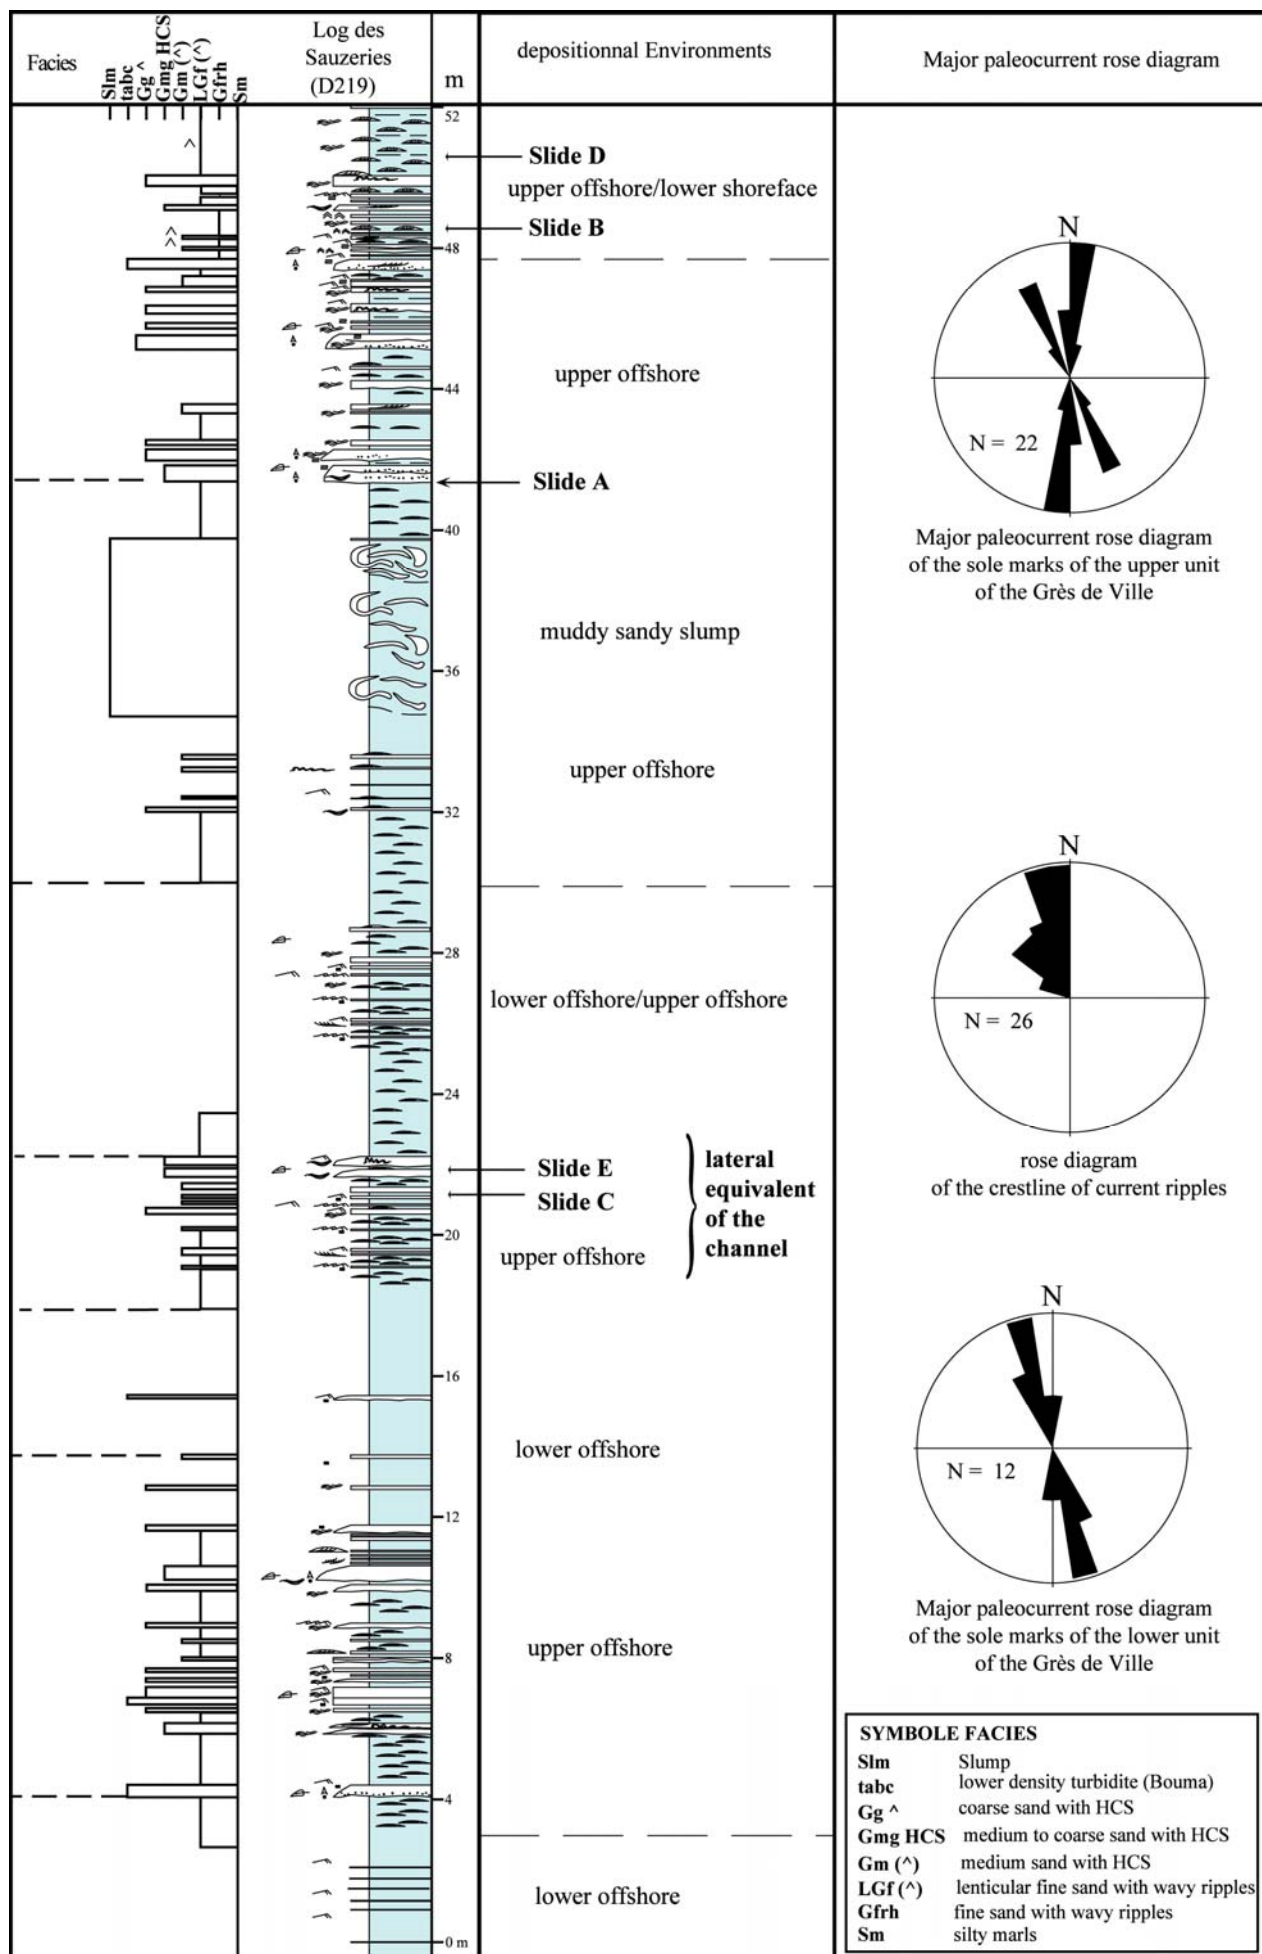 Facies
Slm
tabc
Gg ^
Gmg HCS
Gm (^)
LGf (^)
Gfrh
Sm
Log des
Sauzeries
(D219)
m
depositionnal Environments
Major paleocurrent rose diagram
52
Slide D
upper offshore/lower shoreface
Slide B
48
upper offshore
44
Slide A
40
muddy sandy slump
36
upper offshore
32
28
lower offshore/upper offshore
24
Slide E
Slide C
lateral
equivalent
of the
channel
20
upper offshore
16
lower offshore
12
upper offshore
8
4
lower offshore
0 m
N
N = 22
Major paleocurrent rose diagram
of the sole marks of the upper unit
of the Grès de Ville
N
N = 26
rose diagram
of the crestline of current ripples
N
N = 12
Major paleocurrent rose diagram
of the sole marks of the lower unit
of the Grès de Ville
SYMBOLE FACIES
Slm Slump
tabc lower density turbidite (Bouma)
Gg ^ coarse sand with HCS
Gmg HCS medium to coarse sand with HCS
Gm (^) medium sand with HCS
LGf (^) lenticular fine sand with wavy ripples
Gfrh fine sand with wavy ripples
Sm silty marls